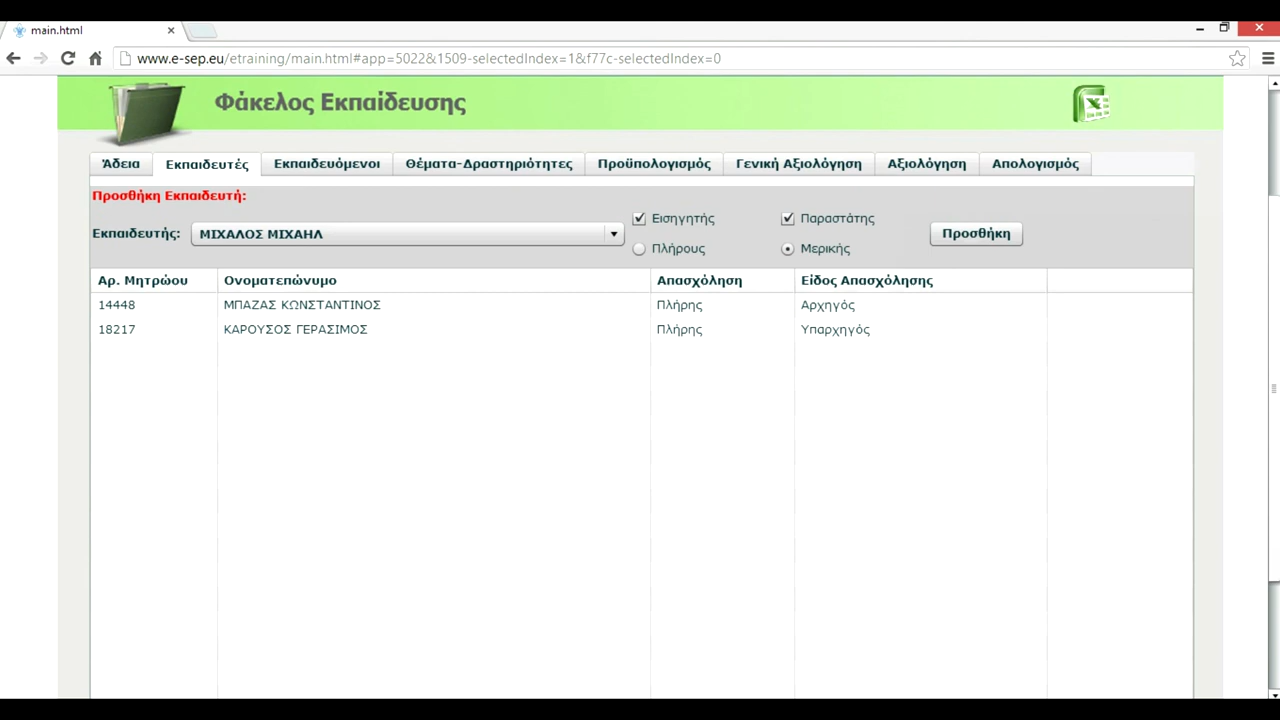 main.html
www.e-sep.eu/etraining/main.html#app=5022&1509-selectedIndex=1&f77c-selectedIndex=0
Φάκελος Εκπαίδευσης
Άδεια Εκπαιδευτές Εκπαιδευόμενοι Θέματα-Δραστηριότητες Προϋπολογισμός Γενική Αξιολόγηση Αξιολόγηση Απολογισμός
Προσθήκη Εκπαιδευτή:
Εισηγητής Παραστάτης
Εκπαιδευτής: ΜΙΧΑΛΟΣ ΜΙΧΑΗΛ Προσθήκη
Πλήρους Μερικής
Αρ. Μητρώου Ονοματεπώνυμο Απασχόληση Είδος Απασχόλησης
14448 ΜΠΑΖΑΣ ΚΩΝΣΤΑΝΤΙΝΟΣ Πλήρης Αρχηγός
18217 ΚΑΡΟΥΣΟΣ ΓΕΡΑΣΙΜΟΣ Πλήρης Υπαρχηγός